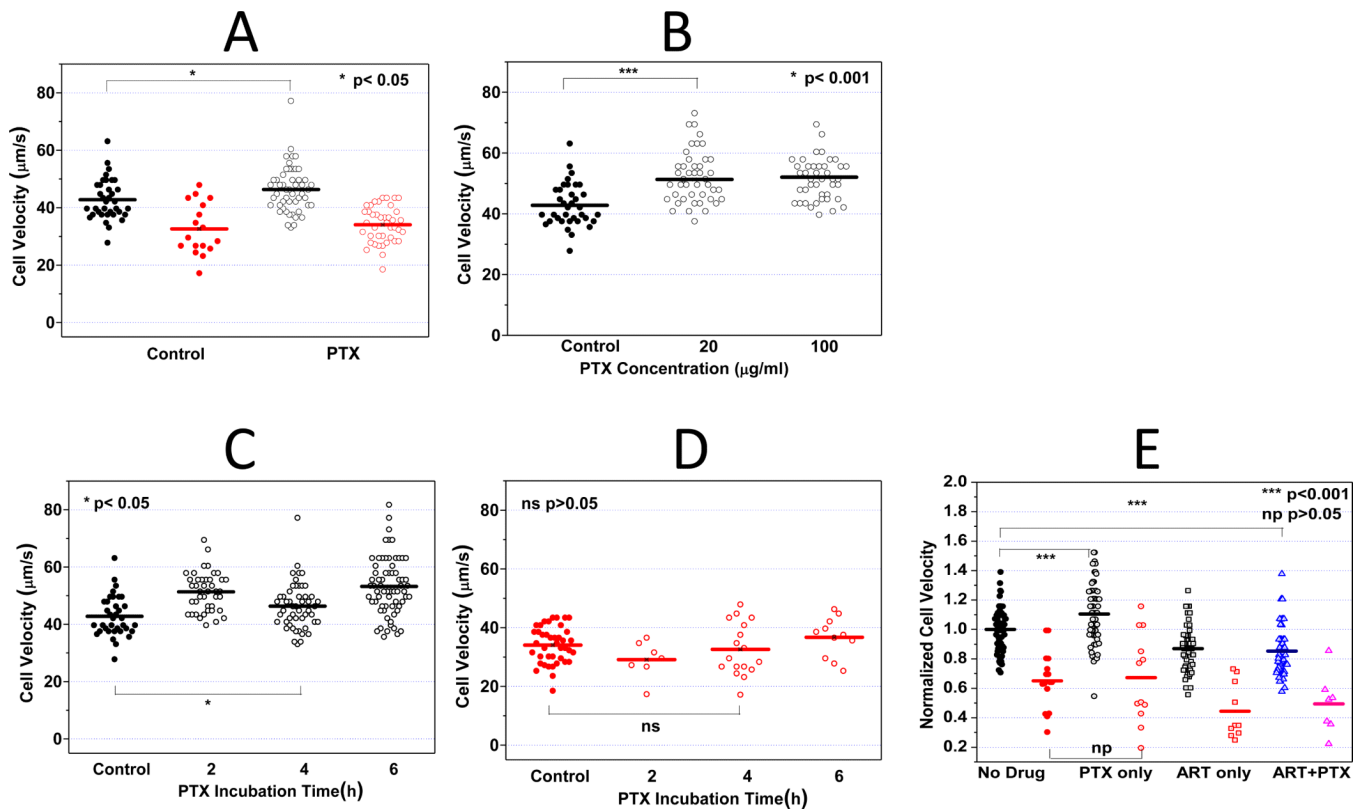 A
* p< 0.05
*
80
60
40
20
0
Cell Velocity (μm/s)
Control PTX
B
*** * p< 0.001
80
60
40
20
0
Cell Velocity (μm/s)
Control 20 100
PTX Concentration (μg/ml)
C
* p< 0.05
80
60
40
20
0
Cell Velocity (μm/s)
*
Control 2 4 6
PTX Incubation Time(h)
D
ns p>0.05
80
60
40
20
0
Cell Velocity (μm/s)
ns
Control 2 4 6
PTX Incubation Time(h)
E
*** p<0.001
np p>0.05
***
***
2.0
1.8
1.6
1.4
1.2
1.0
0.8
0.6
0.4
0.2
Normalized Cell Velocity
np
No Drug PTX only ART only ART+PTX